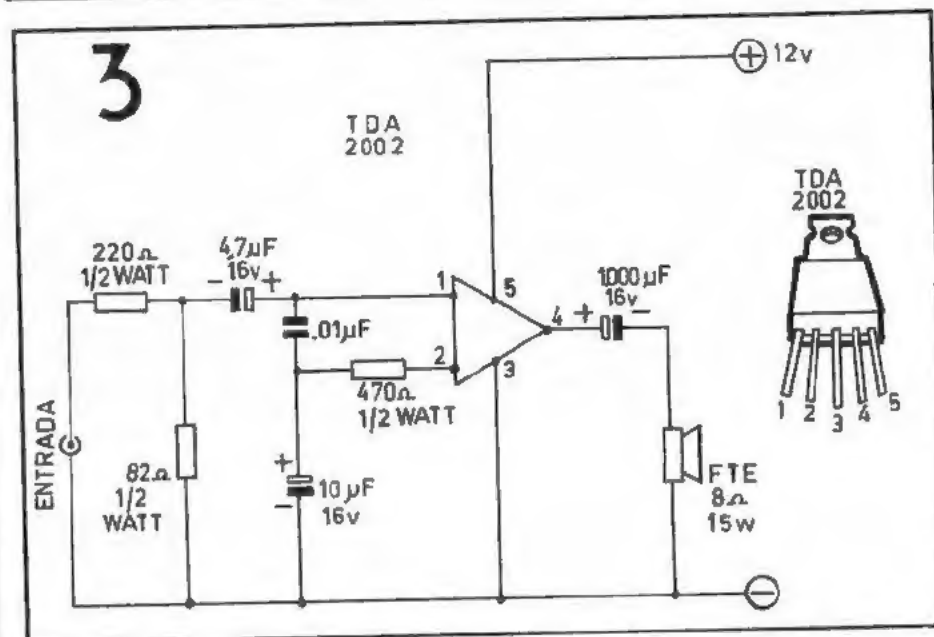 3
TDA
2002
+ 12v
TDA
2002
220Ω
1/2 WATT
4,7µF
16v
- +
.01µF
1
2
5
4
3
1000µF
16v
+ -
470Ω
1/2 WATT
ENTRADA
82Ω
1/2
WATT
+
-
10µF
16v
FTE
8Ω
15w
1 2 3 4 5
-